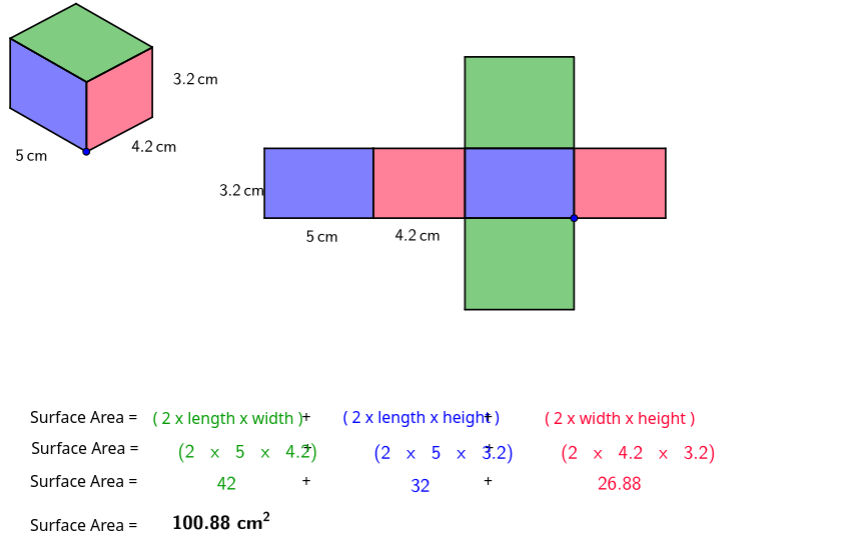 3.2 cm
4.2 cm
5 cm
3.2 cm
5 cm
4.2 cm
Surface Area = ( 2 x length x width ) + ( 2 x length x height ) + ( 2 x width x height )
Surface Area = (2 x 5 x 4.2) + (2 x 5 x 3.2) + (2 x 4.2 x 3.2)
Surface Area = 42 + 32 + 26.88
Surface Area = 100.88 cm²